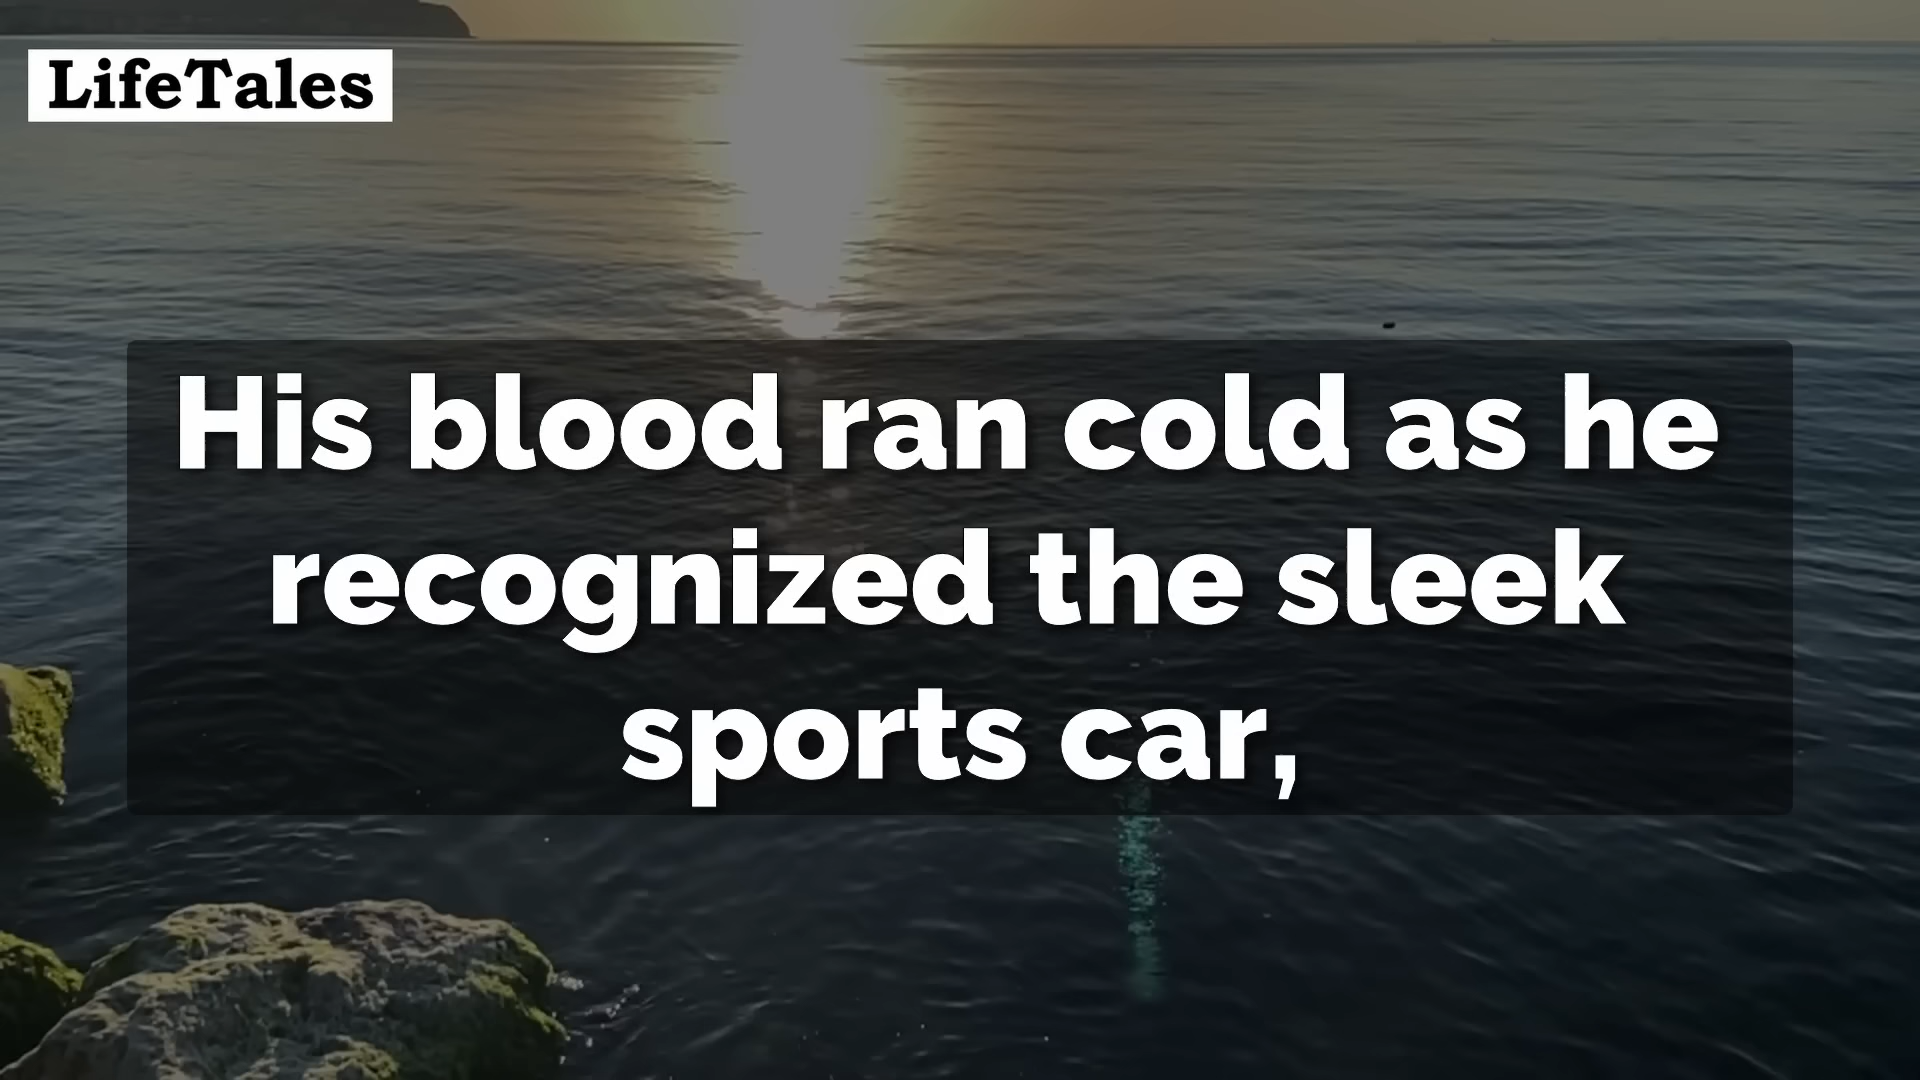 LifeTales
His blood ran cold as he
recognized the sleek
sports car,